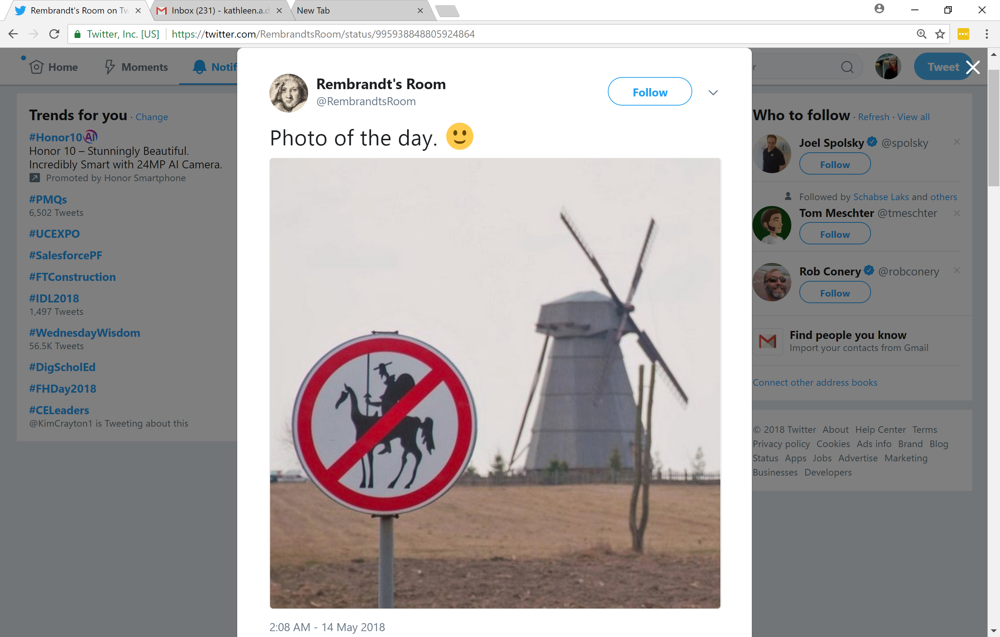 Rembrandt's Room on Tw
Inbox (231) - kathleen.a.d
New Tab
Twitter, Inc. [US]
https://twitter.com/RembrandtsRoom/status/995938848805924864
Home
Moments
Notif
r
Tweet
Trends for you · Change
#Honor10 AI
Honor 10 – Stunningly Beautiful.
Incredibly Smart with 24MP AI Camera.
Promoted by Honor Smartphone
#PMQs
6,502 Tweets
#UCEXPO
#SalesforcePF
#FTConstruction
#IDL2018
1,497 Tweets
#WednesdayWisdom
56.5K Tweets
#DigScholEd
#FHDay2018
#CELeaders
@KimCrayton1 is Tweeting about this
Rembrandt's Room
@RembrandtsRoom
Follow
Photo of the day.
2:08 AM - 14 May 2018
Who to follow · Refresh · View all
Joel Spolsky @spolsky
Follow
Followed by Schabse Laks and others
Tom Meschter @tmeschter
Follow
Rob Conery @robconery
Follow
Find people you know
Import your contacts from Gmail
Connect other address books
© 2018 Twitter About Help Center Terms
Privacy policy Cookies Ads info Brand Blog
Status Apps Jobs Advertise Marketing
Businesses Developers